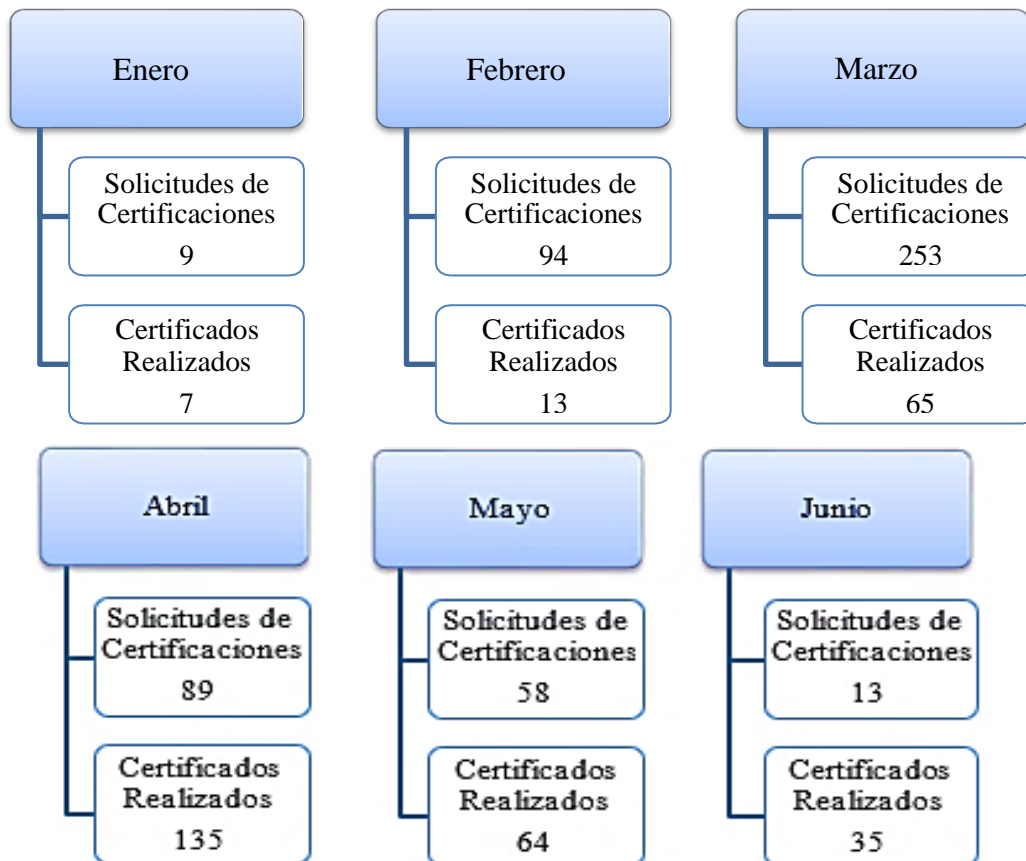 Enero
Solicitudes de
Certificaciones
9
Certificados
Realizados
7
Febrero
Solicitudes de
Certificaciones
94
Certificados
Realizados
13
Marzo
Solicitudes de
Certificaciones
253
Certificados
Realizados
65
Abril
Solicitudes de
Certificaciones
89
Certificados
Realizados
135
Mayo
Solicitudes de
Certificaciones
58
Certificados
Realizados
64
Junio
Solicitudes de
Certificaciones
13
Certificados
Realizados
35